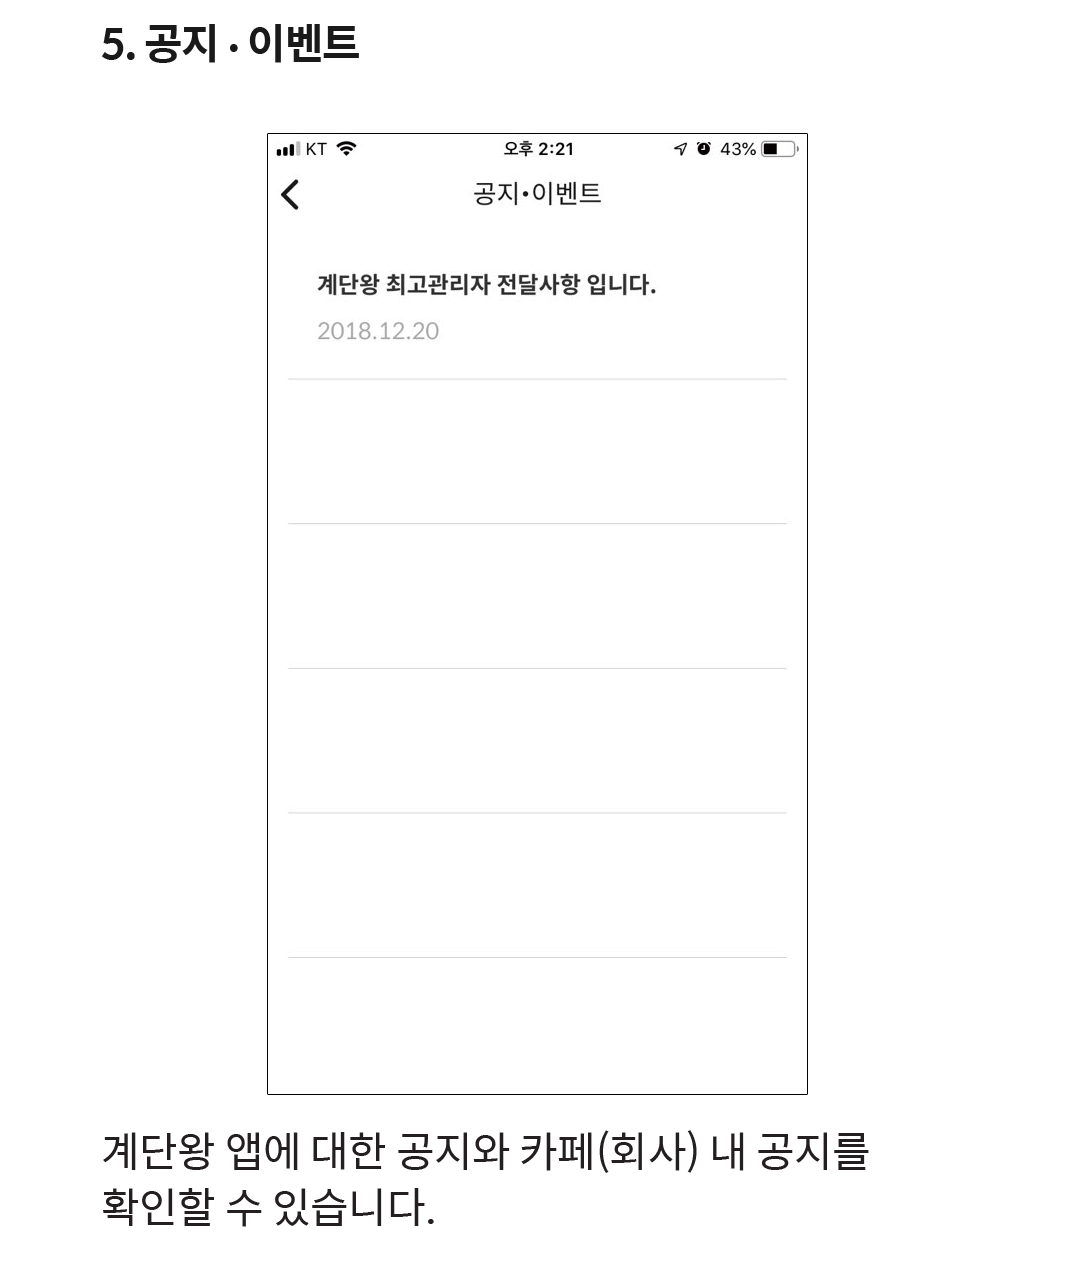 5. 공지 · 이벤트
KT 오후 2:21 43%
공지•이벤트
계단왕 최고관리자 전달사항 입니다.
2018.12.20
계단왕 앱에 대한 공지와 카페(회사) 내 공지를
확인할 수 있습니다.